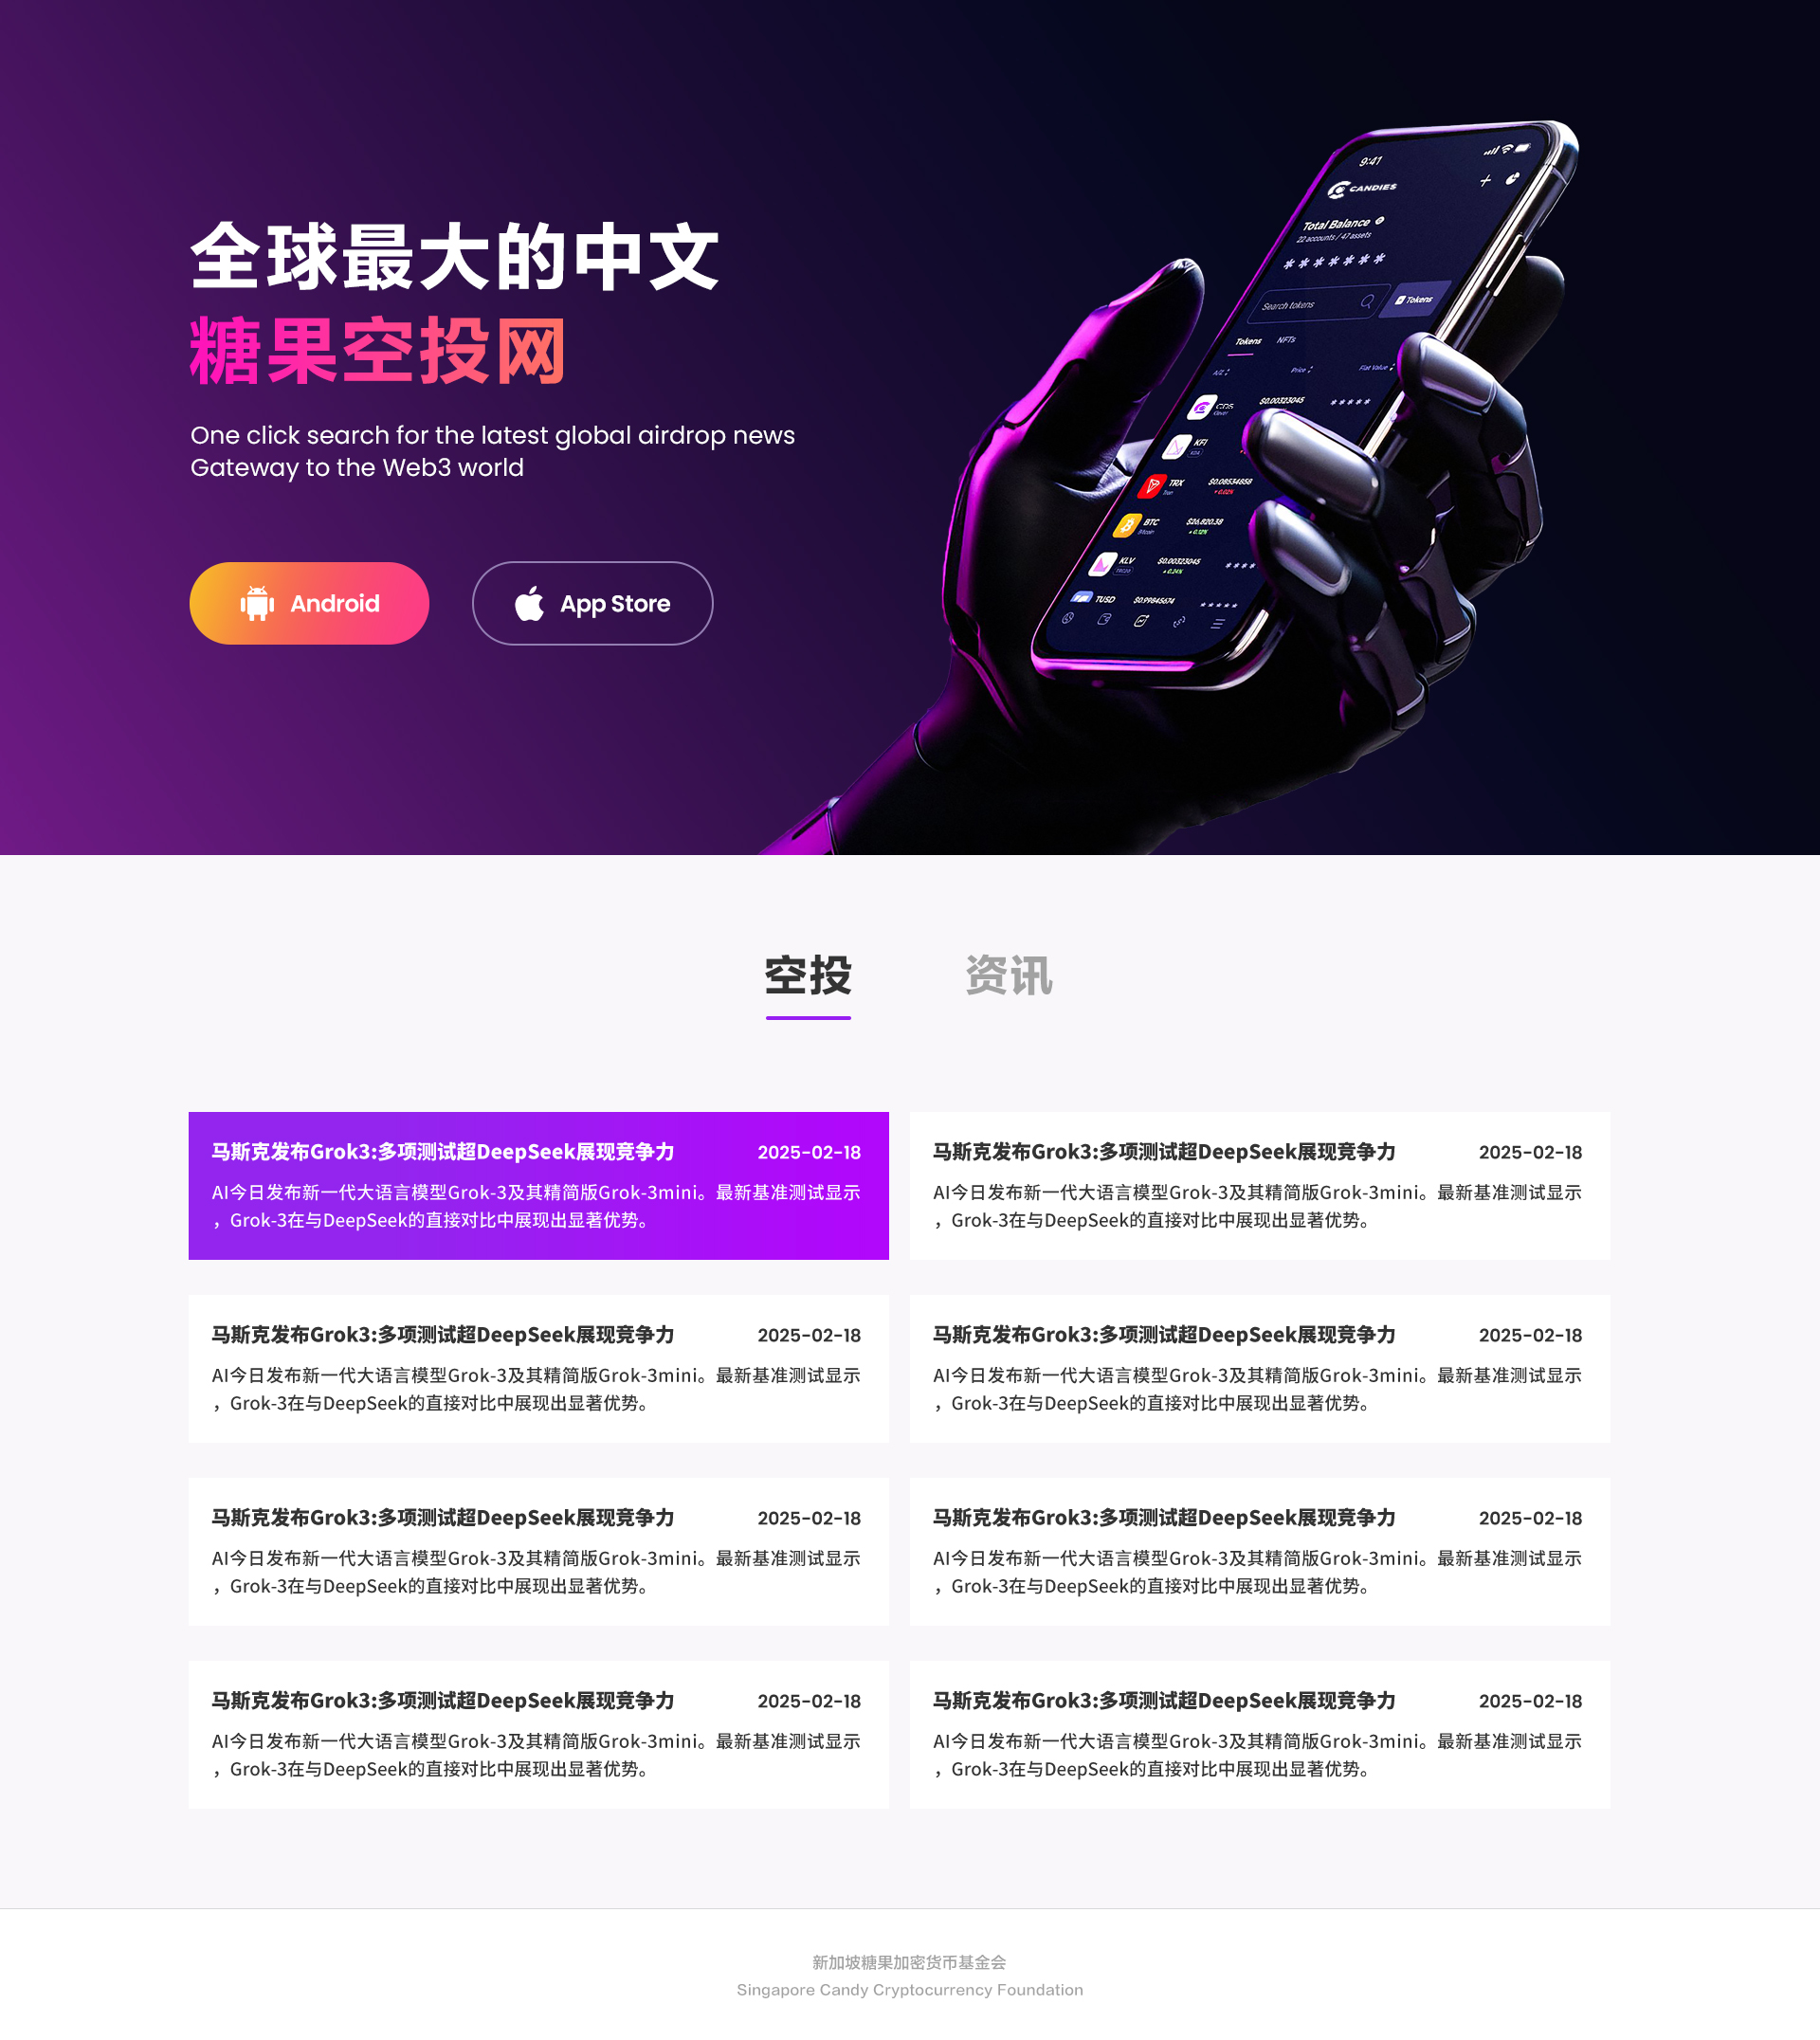 全球最大的中文
糖果空投网
One click search for the latest global airdrop news
Gateway to the Web3 world
Android
App Store
9:41
CANDIES
Total Balance
22 accounts / 47 assets
*******
Search tokens
Tokens
Tokens
NFTs
A/Z
Price
Fiat Value
$0.00323045
*****
KFI
KDA
TRX
$0.08534858
Tron
BTC
$26,820.38
Bitcoin
KLV
$0.00323045
****
TUSD
$0.99845674
*****
空投
资讯
马斯克发布Grok3:多项测试超DeepSeek展现竞争力
2025-02-18
AI今日发布新一代大语言模型Grok-3及其精简版Grok-3mini。最新基准测试显示
，Grok-3在与DeepSeek的直接对比中展现出显著优势。
马斯克发布Grok3:多项测试超DeepSeek展现竞争力
2025-02-18
AI今日发布新一代大语言模型Grok-3及其精简版Grok-3mini。最新基准测试显示
，Grok-3在与DeepSeek的直接对比中展现出显著优势。
马斯克发布Grok3:多项测试超DeepSeek展现竞争力
2025-02-18
AI今日发布新一代大语言模型Grok-3及其精简版Grok-3mini。最新基准测试显示
，Grok-3在与DeepSeek的直接对比中展现出显著优势。
马斯克发布Grok3:多项测试超DeepSeek展现竞争力
2025-02-18
AI今日发布新一代大语言模型Grok-3及其精简版Grok-3mini。最新基准测试显示
，Grok-3在与DeepSeek的直接对比中展现出显著优势。
马斯克发布Grok3:多项测试超DeepSeek展现竞争力
2025-02-18
AI今日发布新一代大语言模型Grok-3及其精简版Grok-3mini。最新基准测试显示
，Grok-3在与DeepSeek的直接对比中展现出显著优势。
马斯克发布Grok3:多项测试超DeepSeek展现竞争力
2025-02-18
AI今日发布新一代大语言模型Grok-3及其精简版Grok-3mini。最新基准测试显示
，Grok-3在与DeepSeek的直接对比中展现出显著优势。
马斯克发布Grok3:多项测试超DeepSeek展现竞争力
2025-02-18
AI今日发布新一代大语言模型Grok-3及其精简版Grok-3mini。最新基准测试显示
，Grok-3在与DeepSeek的直接对比中展现出显著优势。
马斯克发布Grok3:多项测试超DeepSeek展现竞争力
2025-02-18
AI今日发布新一代大语言模型Grok-3及其精简版Grok-3mini。最新基准测试显示
，Grok-3在与DeepSeek的直接对比中展现出显著优势。
新加坡糖果加密货币基金会
Singapore Candy Cryptocurrency Foundation